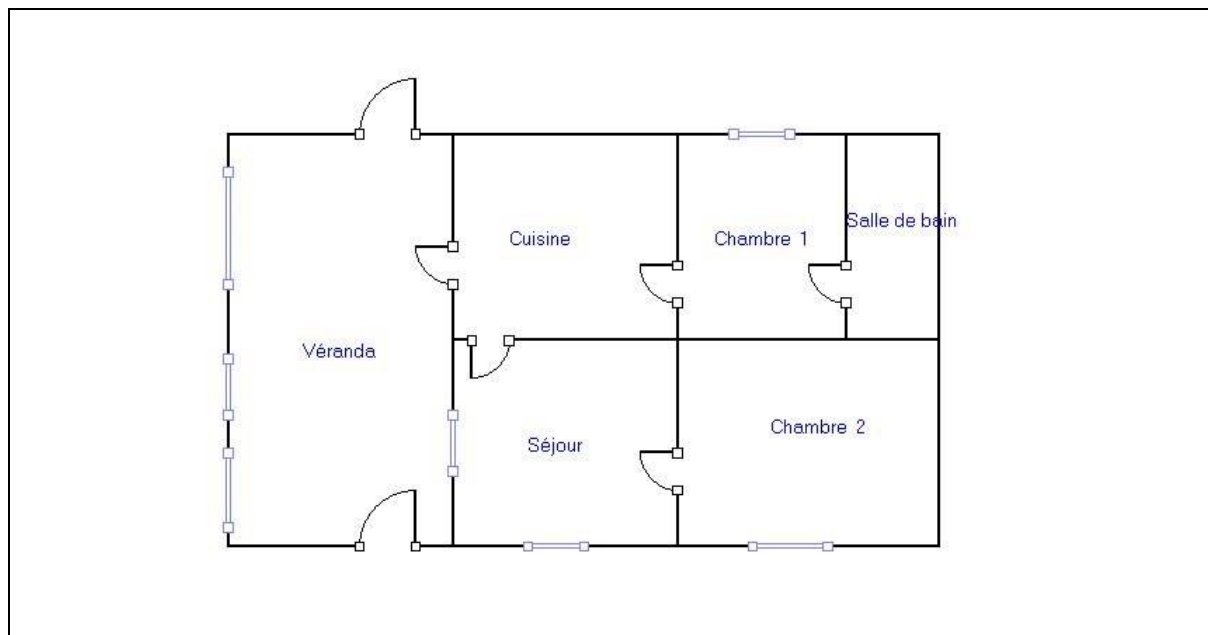 Salle de bain
Cuisine
Chambre 1
Véranda
Chambre 2
Séjour